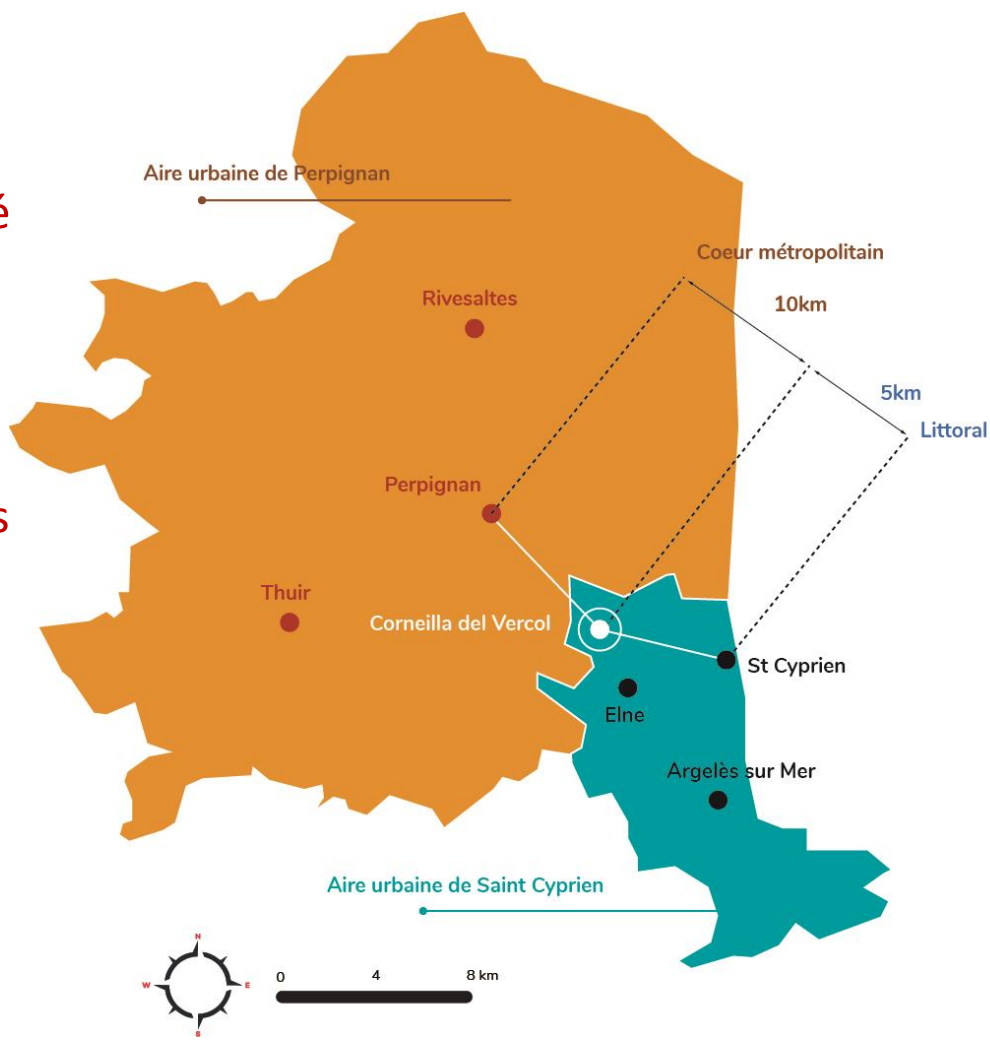 Aire urbaine de Perpignan
é
Coeur métropolitain
Rivesaltes
10km
5km
Littoral
Perpignan
s
Thuir
Corneilla del Vercol
St Cyprien
Elne
Argelès sur Mer
Aire urbaine de Saint Cyprien
N
W
E
S
0 4 8 km